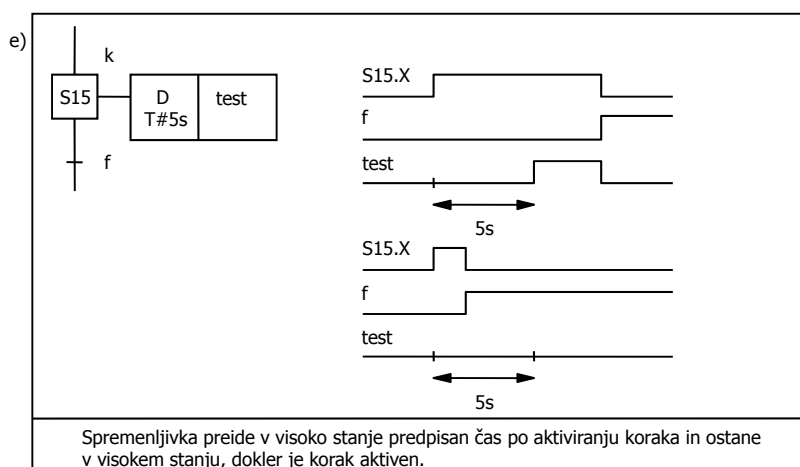 e)
k
S15
D
T#5s
test
f
S15.X
f
test
5s
S15.X
f
test
5s
Spremenljivka preide v visoko stanje predpisan čas po aktiviranju koraka in ostane
v visokem stanju, dokler je korak aktiven.